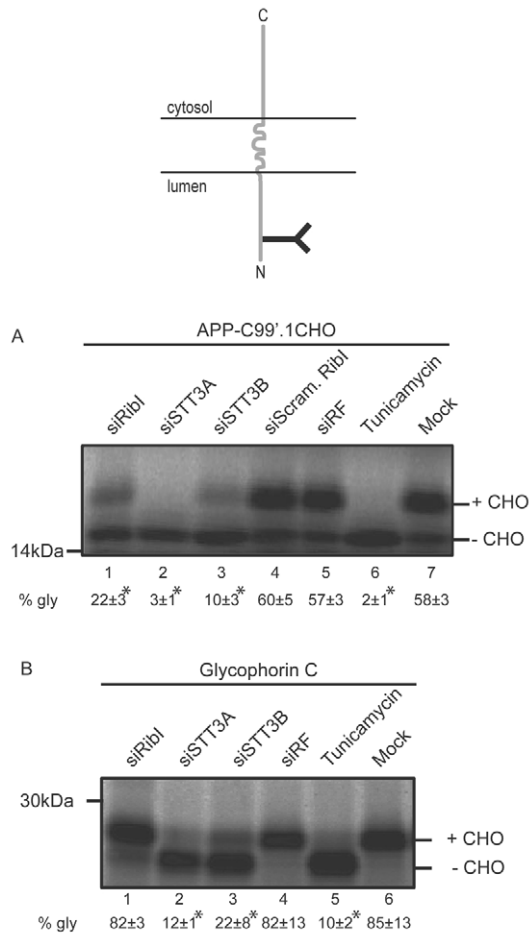 C
cytosol
lumen
N
A
APP-C99'.1CHO
siRibI siSTT3A siSTT3B siScram. RibI siRF Tunicamycin Mock
+ CHO
- CHO
14kDa
1 2 3 4 5 6 7
% gly 22±3* 3±1* 10±3* 60±5 57±3 2±1* 58±3
B
Glycophorin C
siRibI siSTT3A siSTT3B siRF Tunicamycin Mock
30kDa
+ CHO
- CHO
1 2 3 4 5 6
% gly 82±3 12±1* 22±8* 82±13 10±2* 85±13